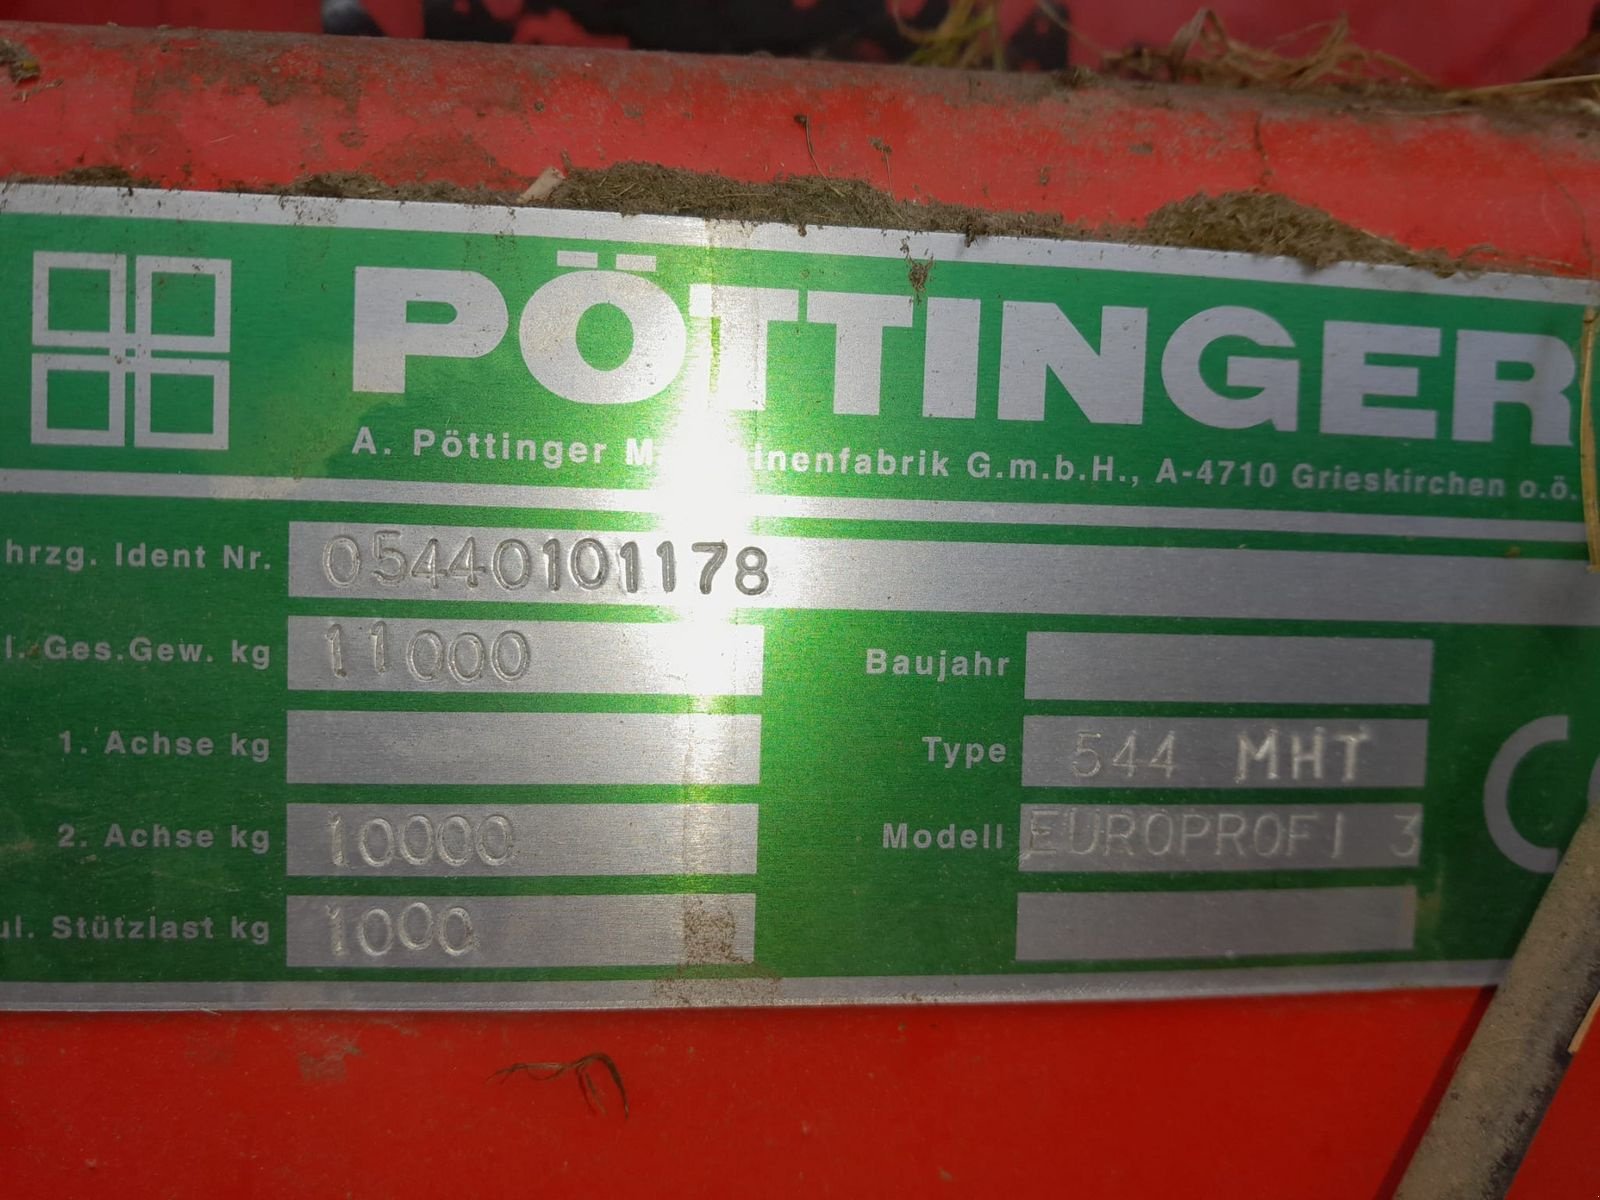 PÖTTINGER
A. Pöttinger Maschinenfabrik G.m.b.H., A-4710 Grieskirchen o.ö.
hrzg. Ident Nr. 05440101178
l. Ges.Gew. kg 11000
Baujahr
1. Achse kg
Type 544 MHT
2. Achse kg 10000
Modell EUROPROFI 3
ul. Stützlast kg 1000
C